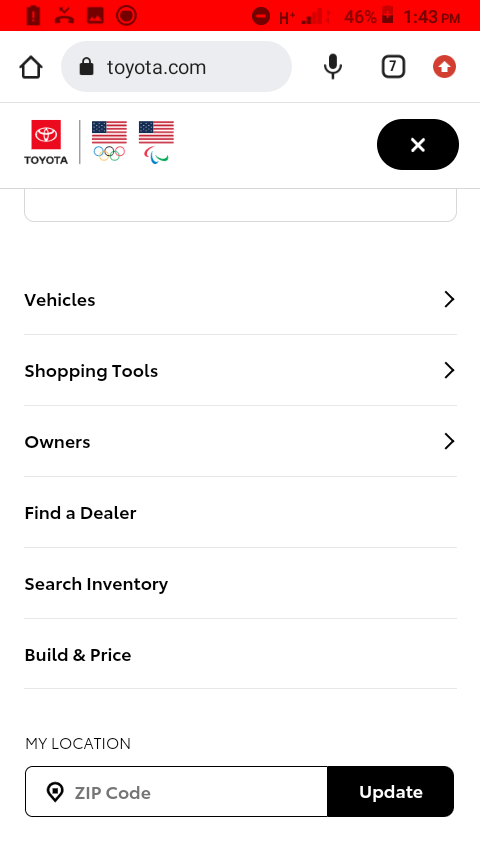 H+ 46% 1:43 PM
toyota.com
7
TOYOTA
Vehicles
Shopping Tools
Owners
Find a Dealer
Search Inventory
Build & Price
MY LOCATION
ZIP Code
Update